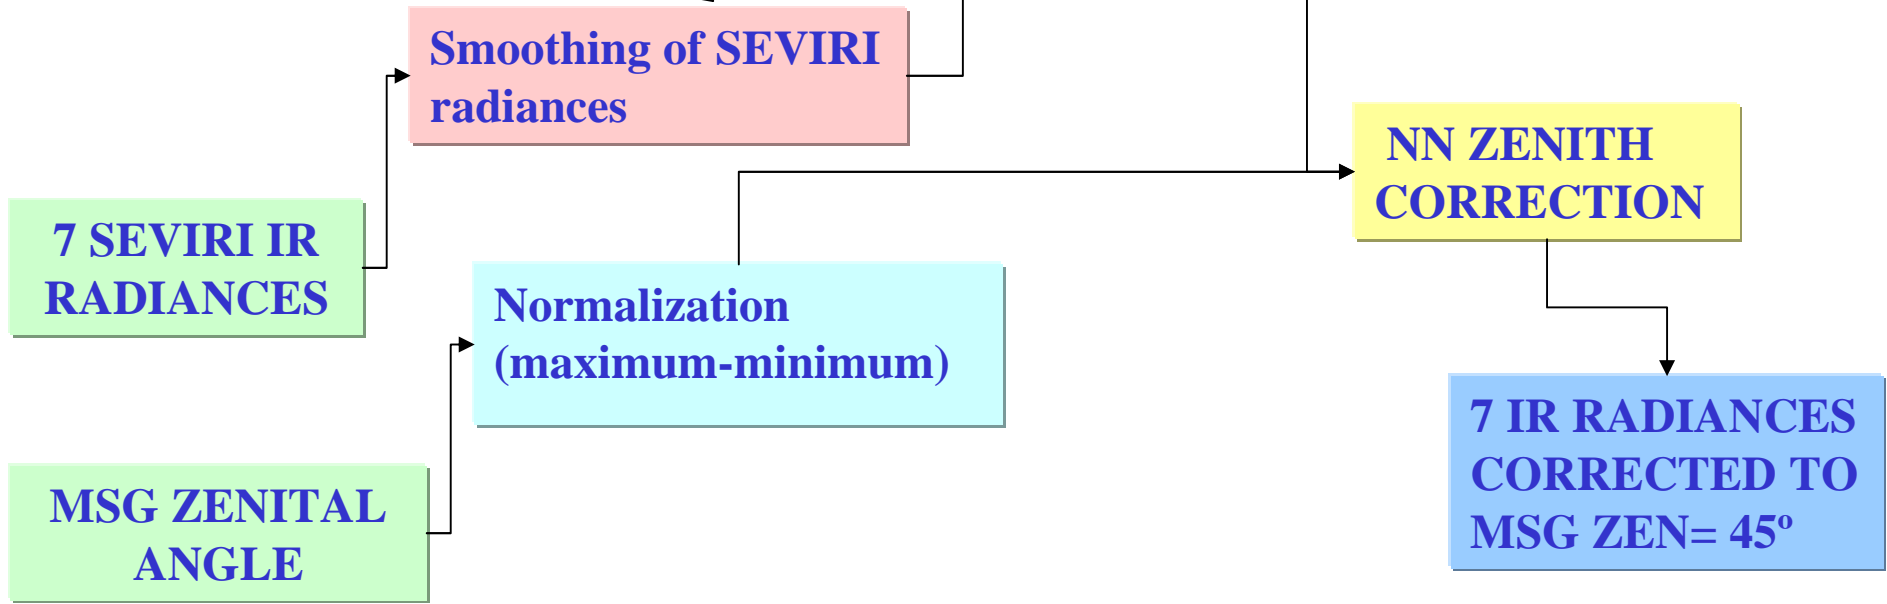 Smoothing of SEVIRI
radiances
NN ZENITH
CORRECTION
7 SEVIRI IR
RADIANCES
Normalization
(maximum-minimum)
7 IR RADIANCES
CORRECTED TO
MSG ZEN= 45º
MSG ZENITAL
ANGLE